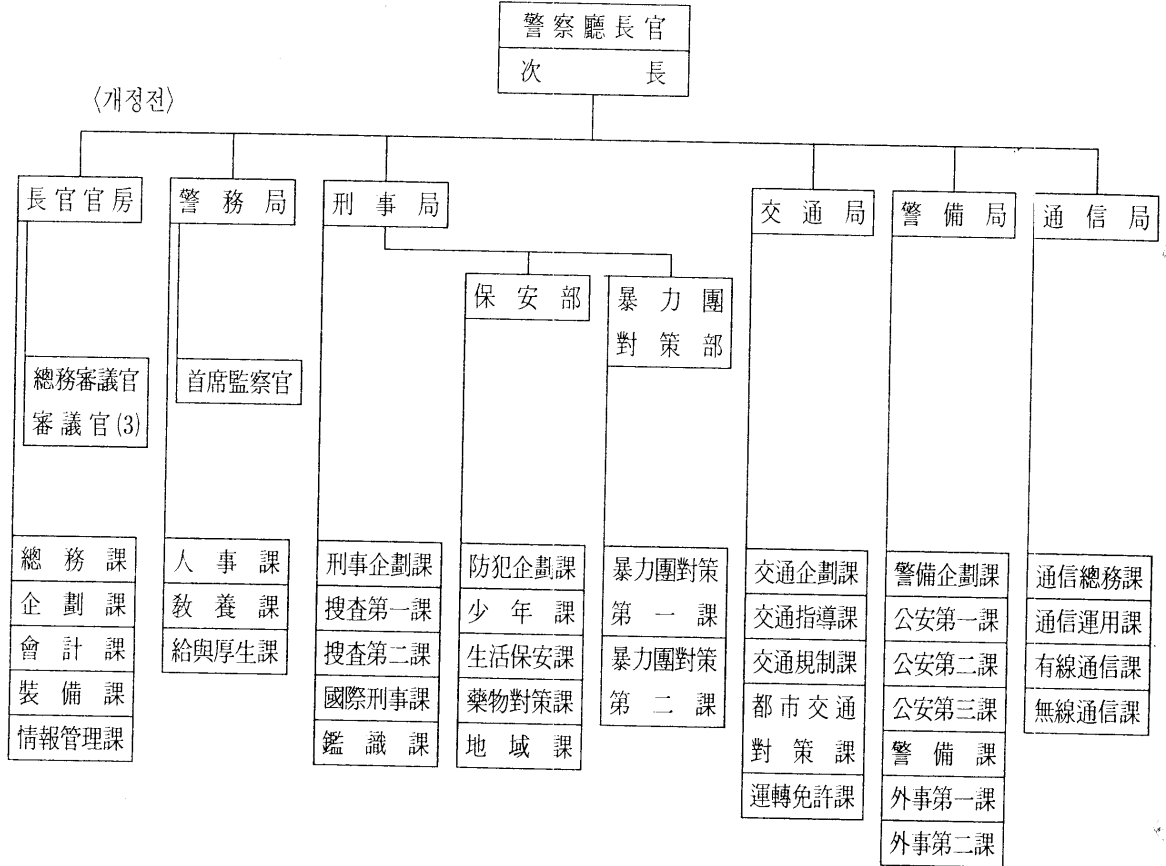 警察廳長官
次長
〈개정전〉
長官官房
警務局
刑事局
交通局
警備局
通信局
保安部
暴力團
對策部
總務審議官
審議官(3)
首席監察官
總務課
企劃課
會計課
裝備課
情報管理課
人事課
敎養課
給與厚生課
刑事企劃課
搜査第一課
搜査第二課
國際刑事課
鑑識課
防犯企劃課
少年課
生活保安課
藥物對策課
地域課
暴力團對策
第一課
暴力團對策
第二課
交通企劃課
交通指導課
交通規制課
都市交通
對策課
運轉免許課
警備企劃課
公安第一課
公安第二課
公安第三課
警備課
外事第一課
外事第二課
通信總務課
通信運用課
有線通信課
無線通信課